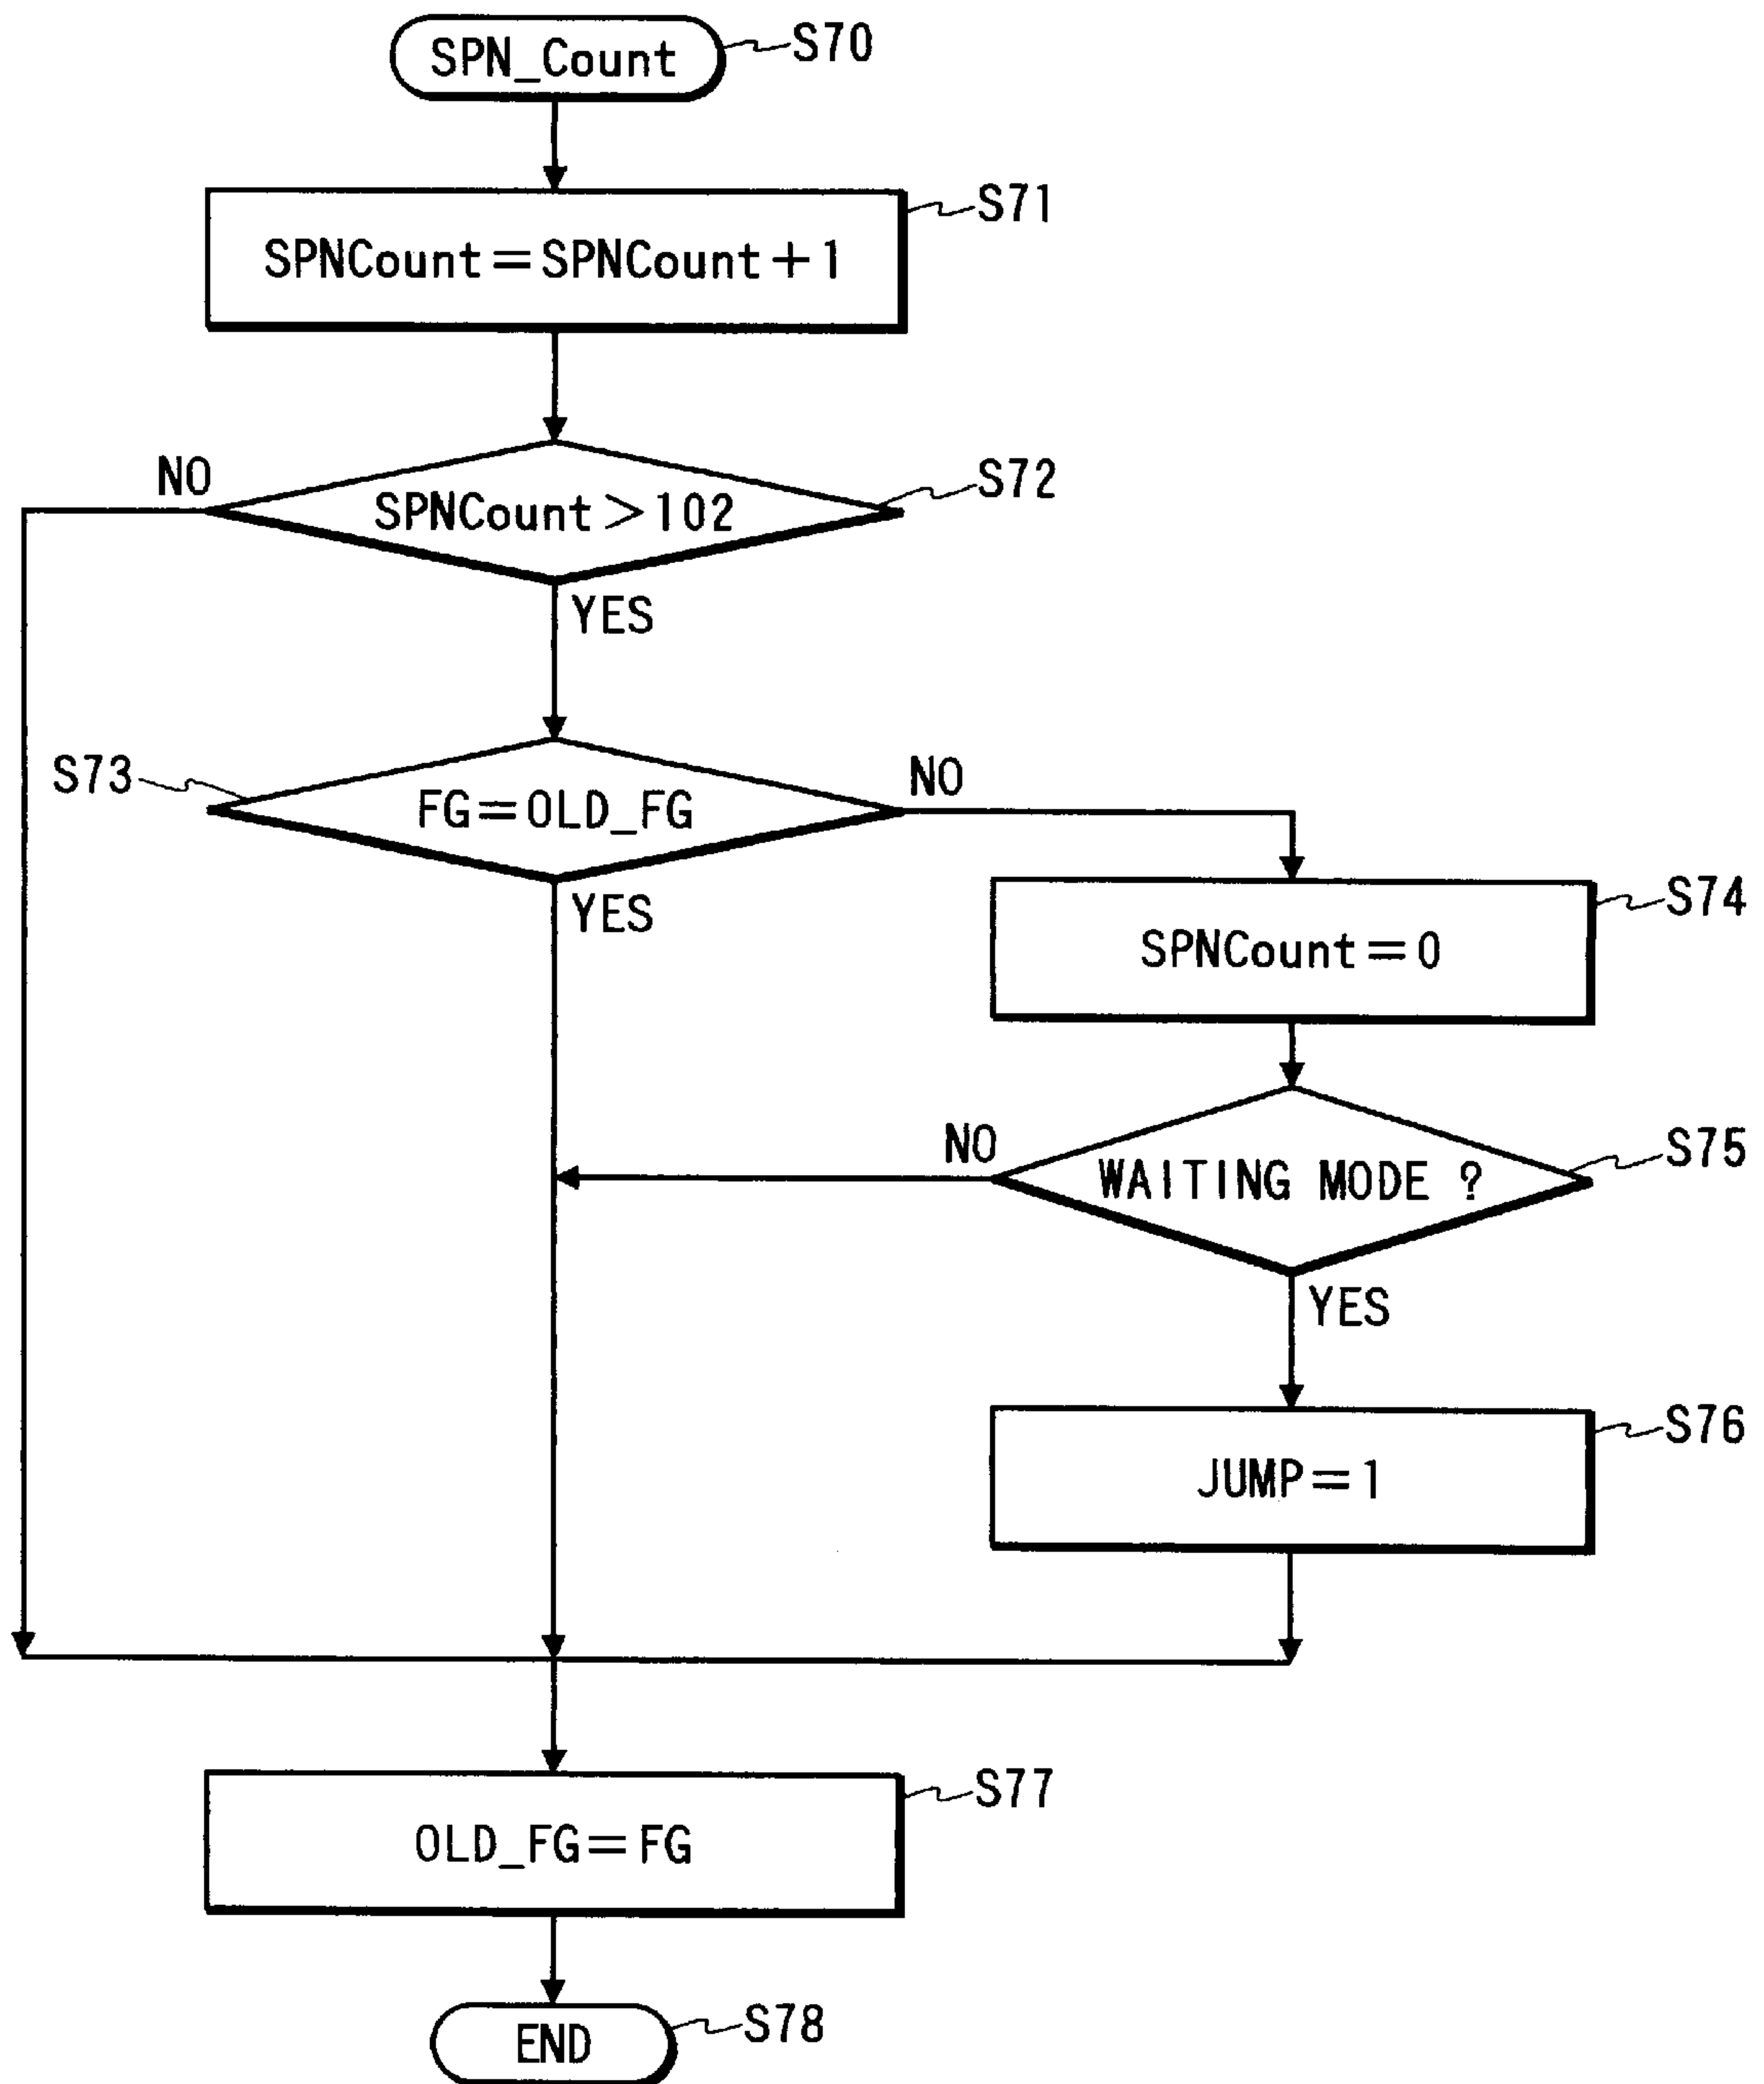 SPN_Count
S70
S71
SPNCount=SPNCount+1
NO
S72
SPNCount>102
YES
S73
NO
FG=OLD_FG
YES
S74
SPNCount=0
NO
S75
WAITING MODE ?
YES
S76
JUMP=1
S77
OLD_FG=FG
S78
END